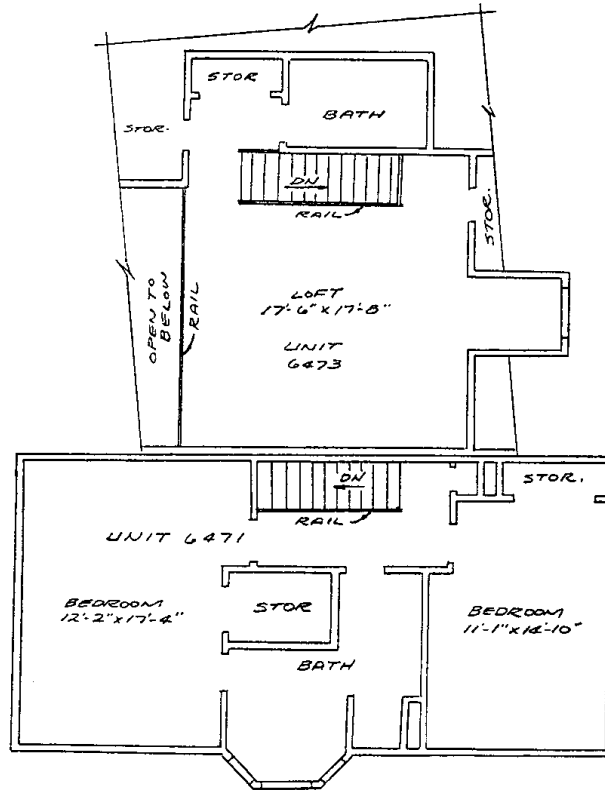 STOR
BATH
STOR.
DN
RAIL
STOR.
OPEN TO
BELOW
RAIL
LOFT
17'-6" X 17'-8"
UNIT
6473
DN
STOR.
RAIL
UNIT 6471
BEDROOM
12'-2" X 17'-4"
STOR
BEDROOM
11'-1" X 14'-10"
BATH